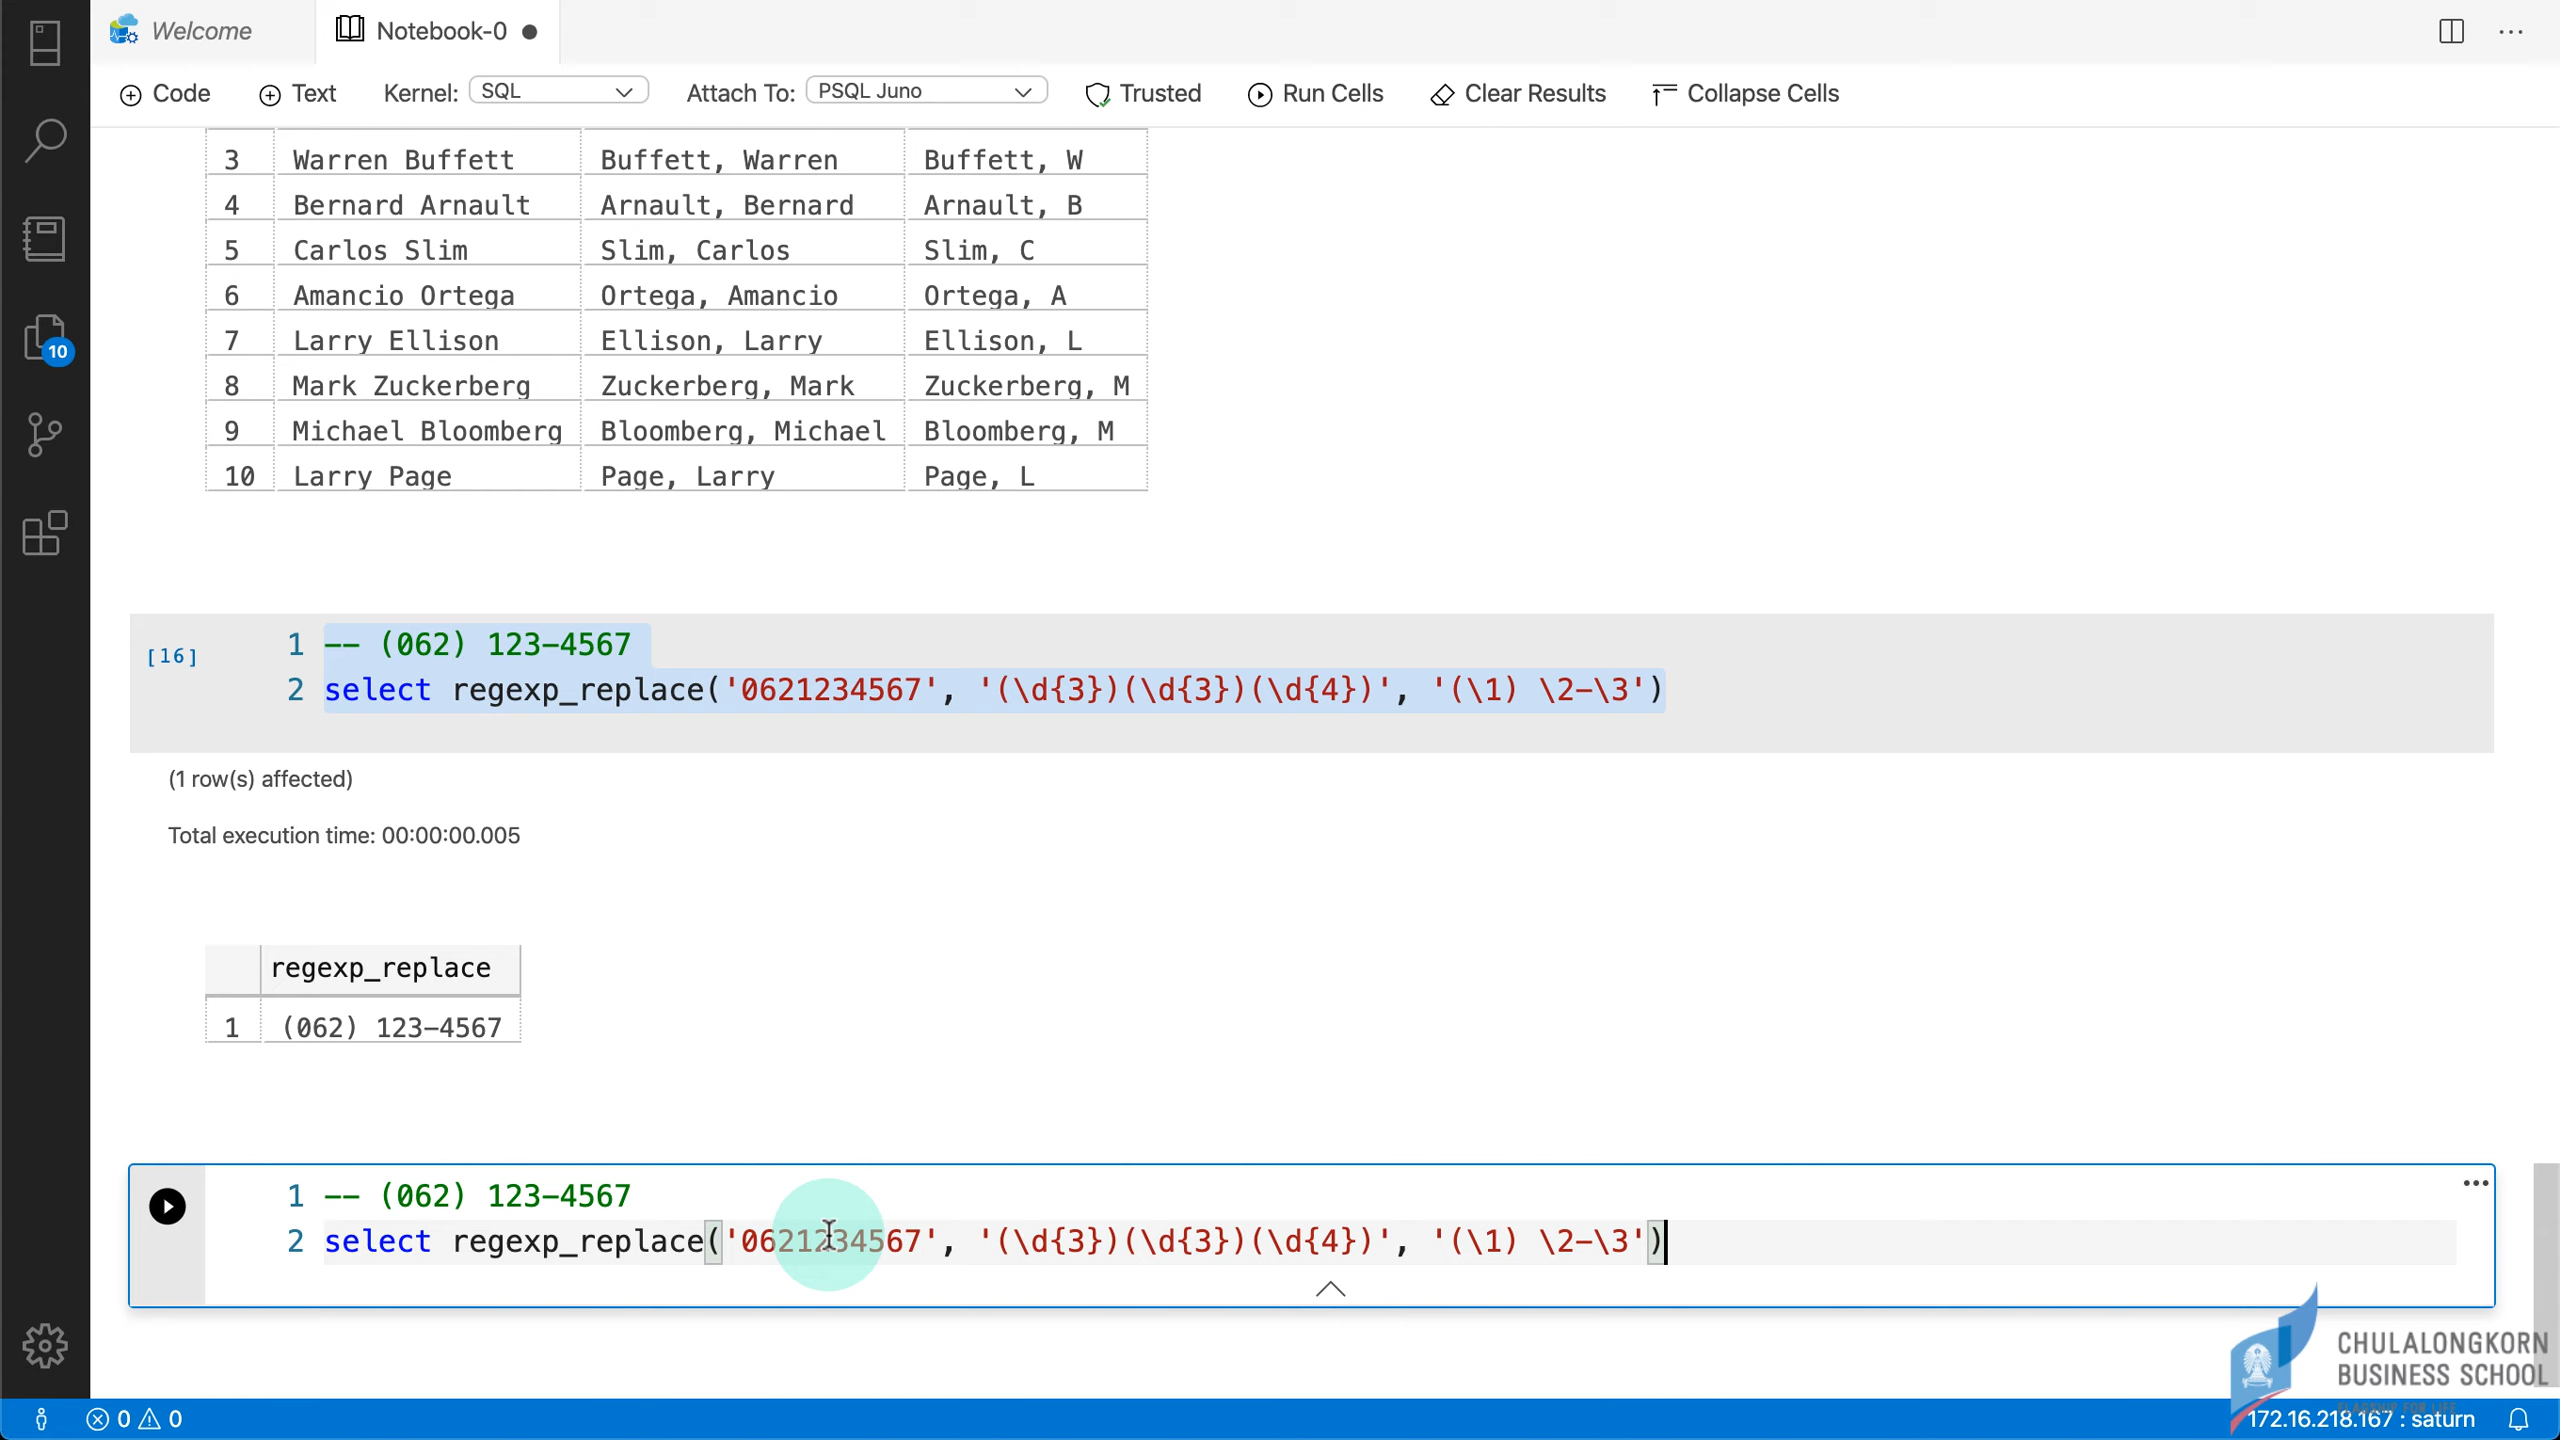 Welcome
Notebook-0
Code
Text
Kernel:
SQL
Attach To:
PSQL Juno
Trusted
Run Cells
Clear Results
Collapse Cells
3 Warren Buffett Buffett, Warren Buffett, W
4 Bernard Arnault Arnault, Bernard Arnault, B
5 Carlos Slim Slim, Carlos Slim, C
6 Amancio Ortega Ortega, Amancio Ortega, A
7 Larry Ellison Ellison, Larry Ellison, L
8 Mark Zuckerberg Zuckerberg, Mark Zuckerberg, M
9 Michael Bloomberg Bloomberg, Michael Bloomberg, M
10 Larry Page Page, Larry Page, L
10
[16]
1 -- (062) 123-4567
2 select regexp_replace('0621234567', '(\d{3})(\d{3})(\d{4})', '(\1) \2-\3')
(1 row(s) affected)
Total execution time: 00:00:00.005
regexp_replace
1 (062) 123-4567
1 -- (062) 123-4567
2 select regexp_replace('0621234567', '(\d{3})(\d{3})(\d{4})', '(\1) \2-\3')
CHULALONGKORN
BUSINESS SCHOOL
FLAGSHIP FOR LIFE
0 0
172.16.218.167 : saturn